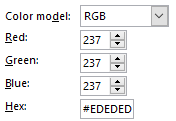 Color model: RGB
Red: 237
Green: 237
Blue: 237
Hex: #EDEDED